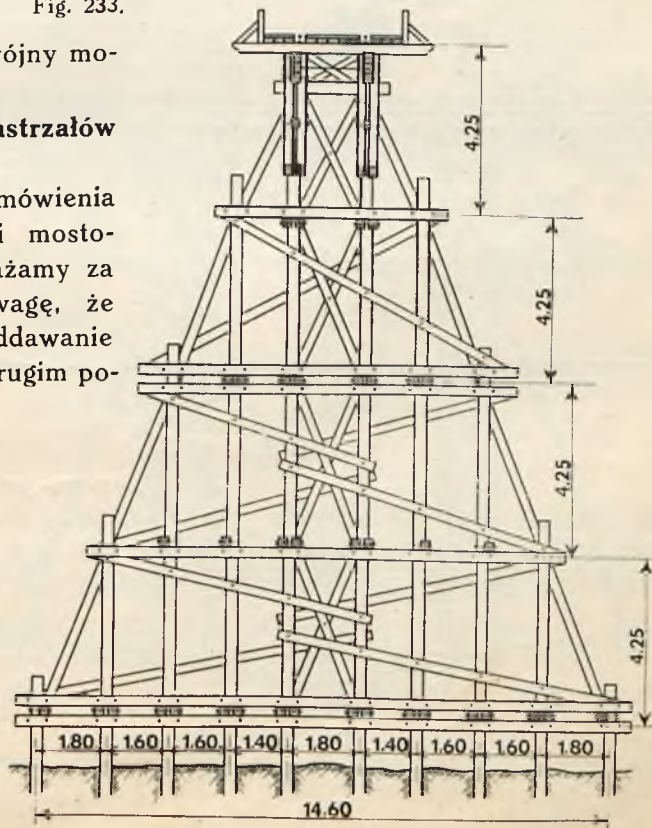 Fig. 233.
ójny mo-
astrzałów
mówienia
i mosto-
ażamy za
wagę, że
ddawanie
rugim po-
4.25
4.25
4.25
4.25
1.80 1.60 1.60 1.40 1.80 1.40 1.60 1.60 1.80
14.60